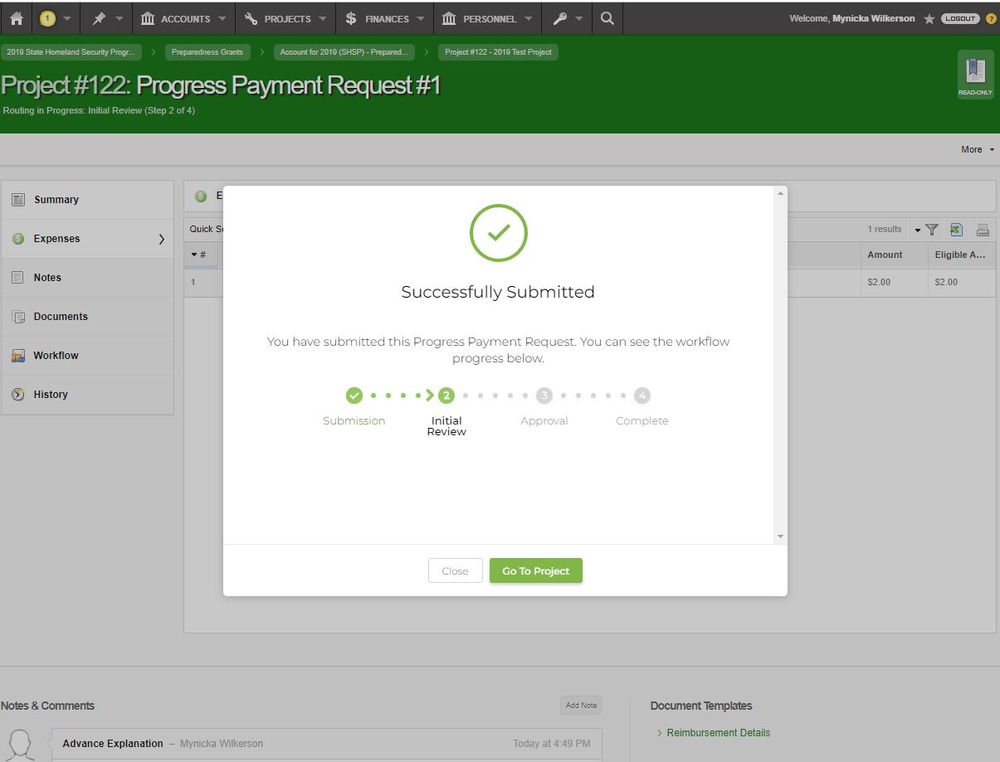 1
ACCOUNTS
PROJECTS
FINANCES
PERSONNEL
Welcome, Mynicka Wilkerson
LOGOUT
?
2019 State Homeland Security Progr...
Preparedness Grants
Account for 2019 (SHSP) - Prepared...
Project #122 - 2019 Test Project
Project #122: Progress Payment Request #1
Routing in Progress: Initial Review (Step 2 of 4)
READ-ONLY
More
Summary
Expenses
Notes
Documents
Workflow
History
E
Quick Se
1 results
#
Amount
Eligible A...
1
$2.00
$2.00
Successfully Submitted
You have submitted this Progress Payment Request. You can see the workflow
progress below.
2
3
4
Submission
Initial
Review
Approval
Complete
Close
Go To Project
Notes & Comments
Add Note
Document Templates
Advance Explanation – Mynicka Wilkerson
Today at 4:49 PM
Reimbursement Details